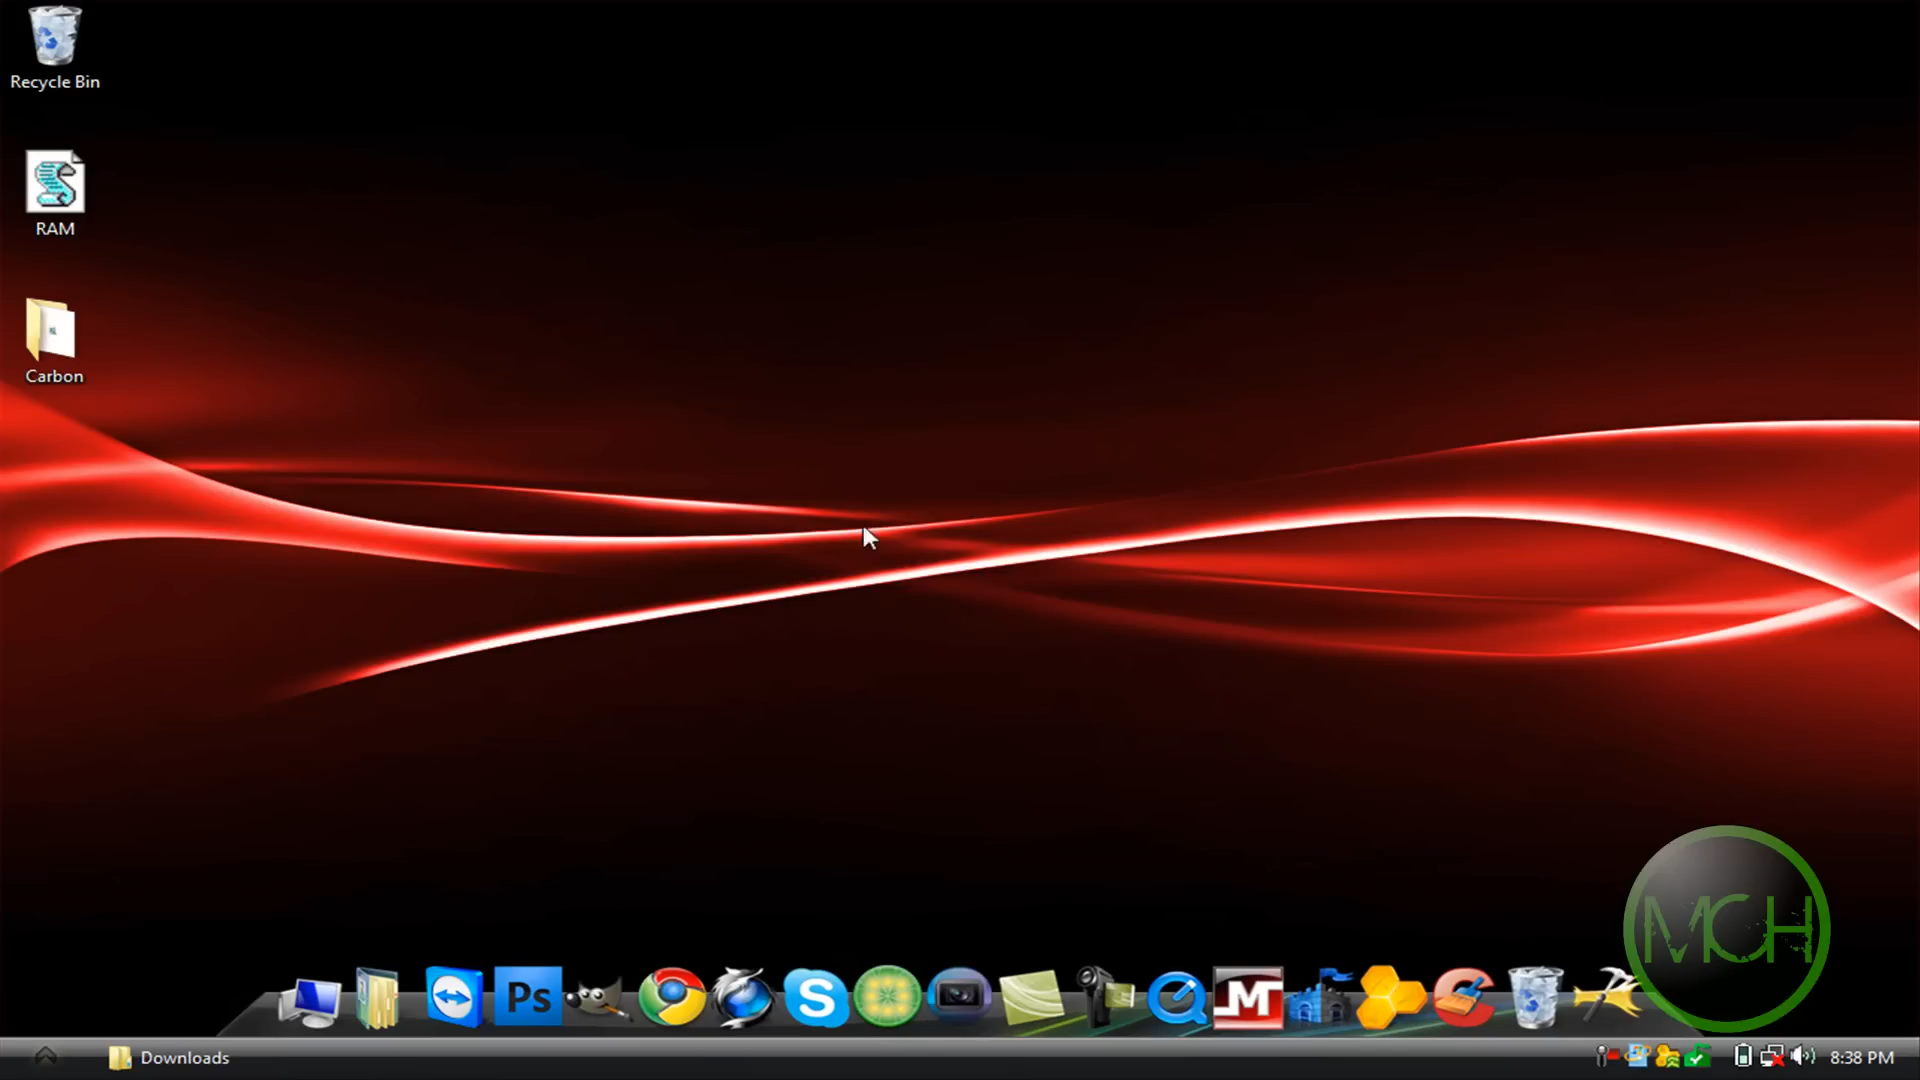 Recycle Bin
RAM
Carbon
Ps
MCH
Downloads
8:38 PM